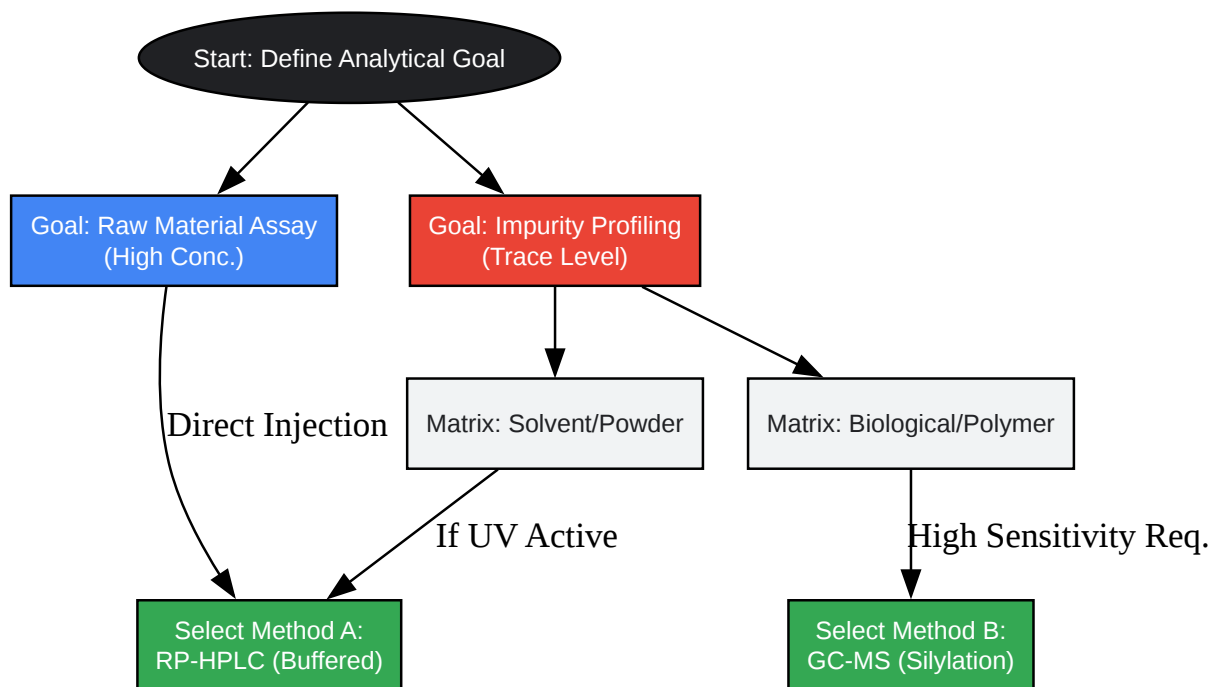 Start: Define Analytical Goal
Goal: Raw Material Assay
(High Conc.)
Goal: Impurity Profiling
(Trace Level)
Direct Injection
Matrix: Solvent/Powder
Matrix: Biological/Polymer
If UV Active
High Sensitivity Req.
Select Method A:
RP-HPLC (Buffered)
Select Method B:
GC-MS (Silylation)